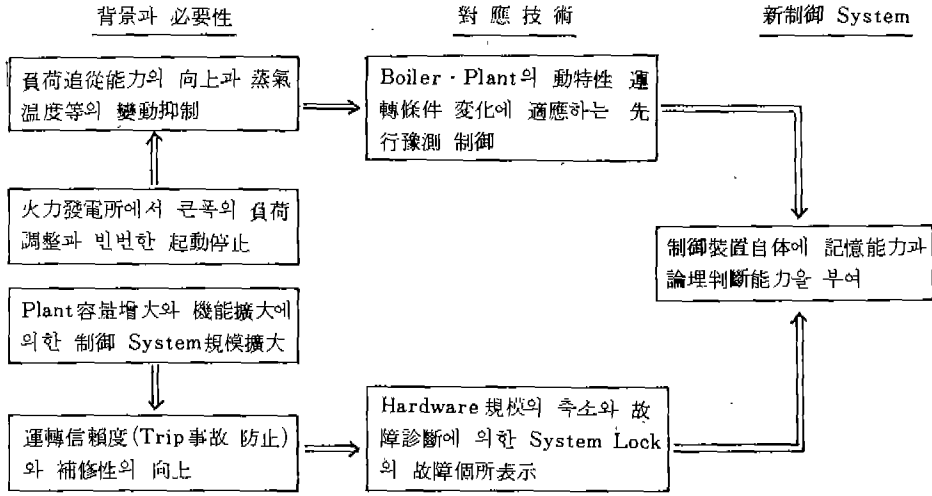 背景과 必要性
對應技術
新制御 System
負荷追從能力의 向上과 蒸氣
温度等의 變動抑制
Boiler · Plant의 動特性 運
轉條件 変化에 適應하는 先
行豫測 制御
火力發電所에서 큰폭의 負荷
調整과 빈번한 起動停止
制御裝置自体에 記憶能力과
論理判斷能力을 부여
Plant容量增大와 機能擴大에
의한 制御 System規模擴大
運轉信賴度(Trip事故 防止)
와 補修性의 向上
Hardware規模의 축소와 故
障診斷에 의한 System Lock
의 故障個所表示